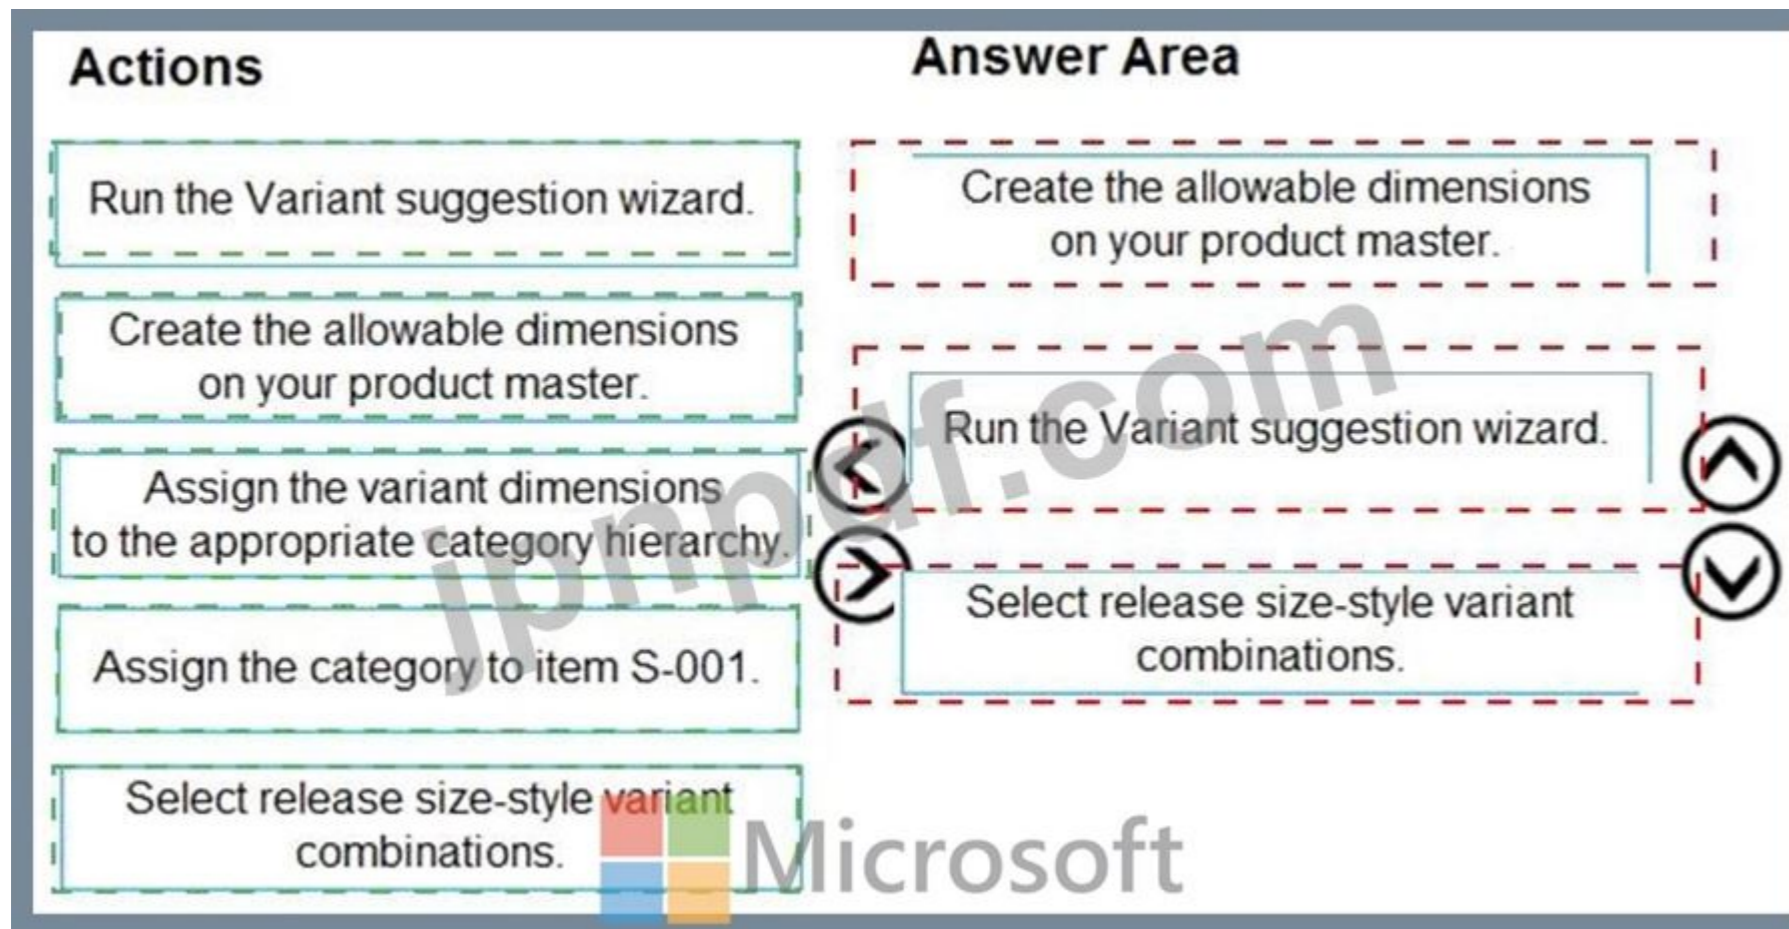 Actions
Answer Area
Run the Variant suggestion wizard.
Create the allowable dimensions
on your product master.
Assign the variant dimensions
to the appropriate category hierarchy.
Assign the category to item S-001.
Select release size-style variant
combinations.
Create the allowable dimensions
on your product master.
Run the Variant suggestion wizard.
Select release size-style variant
combinations.
jpnpdf.com
Microsoft